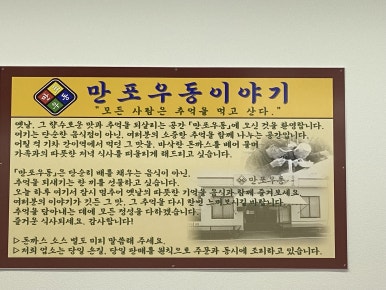 만포우동이야기
"모든 사람은 추억을 먹고 산다."
옛날, 그 향수로운 맛과 추억을 되살리는 공간 「만포우동」에 오신 것을 환영합니다.
여기는 단순한 음식점이 아닌, 여러분의 소중한 추억을 함께 나누는 공간입니다.
어릴 적 기차 간이역에서 먹던 그 맛을, 바삭한 돈까스를 베어 물며
가족과의 따뜻한 저녁 식사를 떠올리게 해드리고 싶습니다.
「만포우동」은 단순히 배를 채우는 음식이 아닌,
추억을 되새기는 한 끼를 선물하고 싶습니다.
오늘 하루 여기서 잠시 멈추어 옛날의 따뜻한 기억을 음식과 함께 즐겨보세요.
여러분의 이야기가 깃든 그 맛, 그 추억을 다시 한번 느껴보시길 바랍니다.
추억을 담아내는 데에 모든 정성을 다하겠습니다.
즐거운 식사되세요. 감사합니다!
▷돈까스 소스 별도 미리 말씀해 주세요.
▷저희 업소는 당일 손질, 당일 판매를 원칙으로 주문과 동시에 조리하고 있습니다.
만포우동